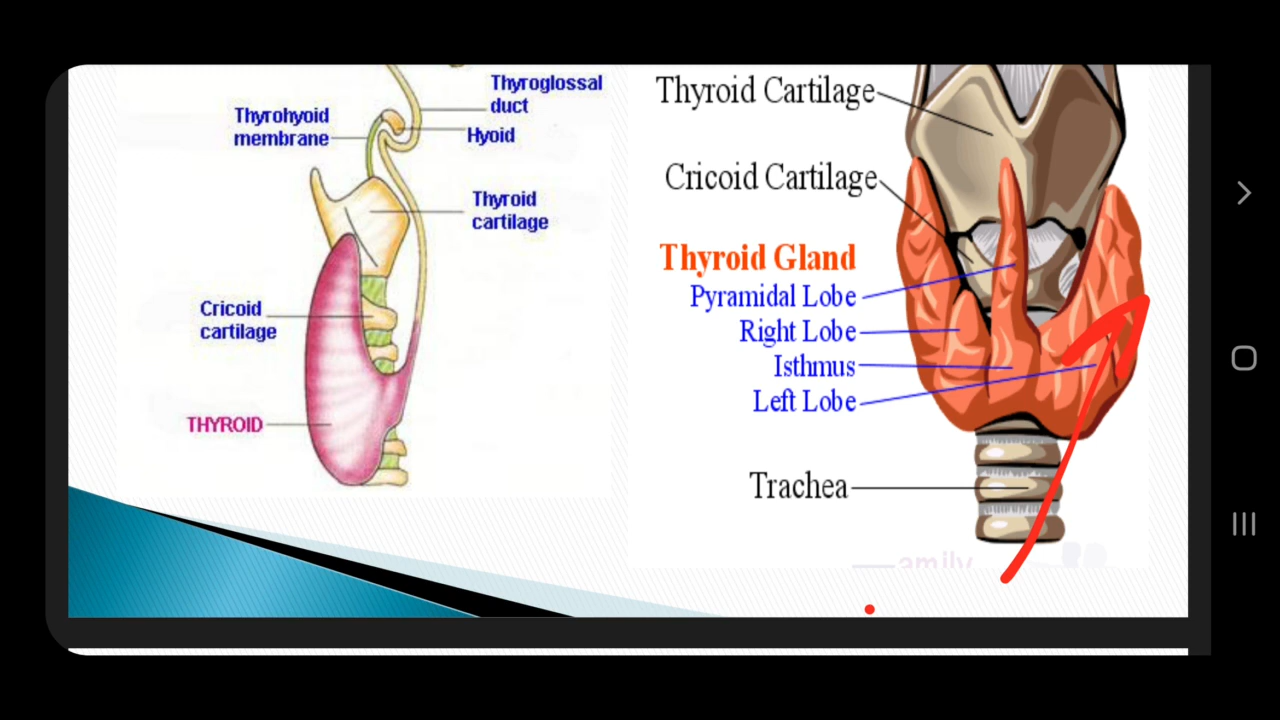 Thyroglossal
duct
Thyrohyoid
membrane
Hyoid
Thyroid
cartilage
Cricoid
cartilage
THYROID
Thyroid Cartilage
Cricoid Cartilage
Thyroid Gland
Pyramidal Lobe
Right Lobe
Isthmus
Left Lobe
Trachea
amily